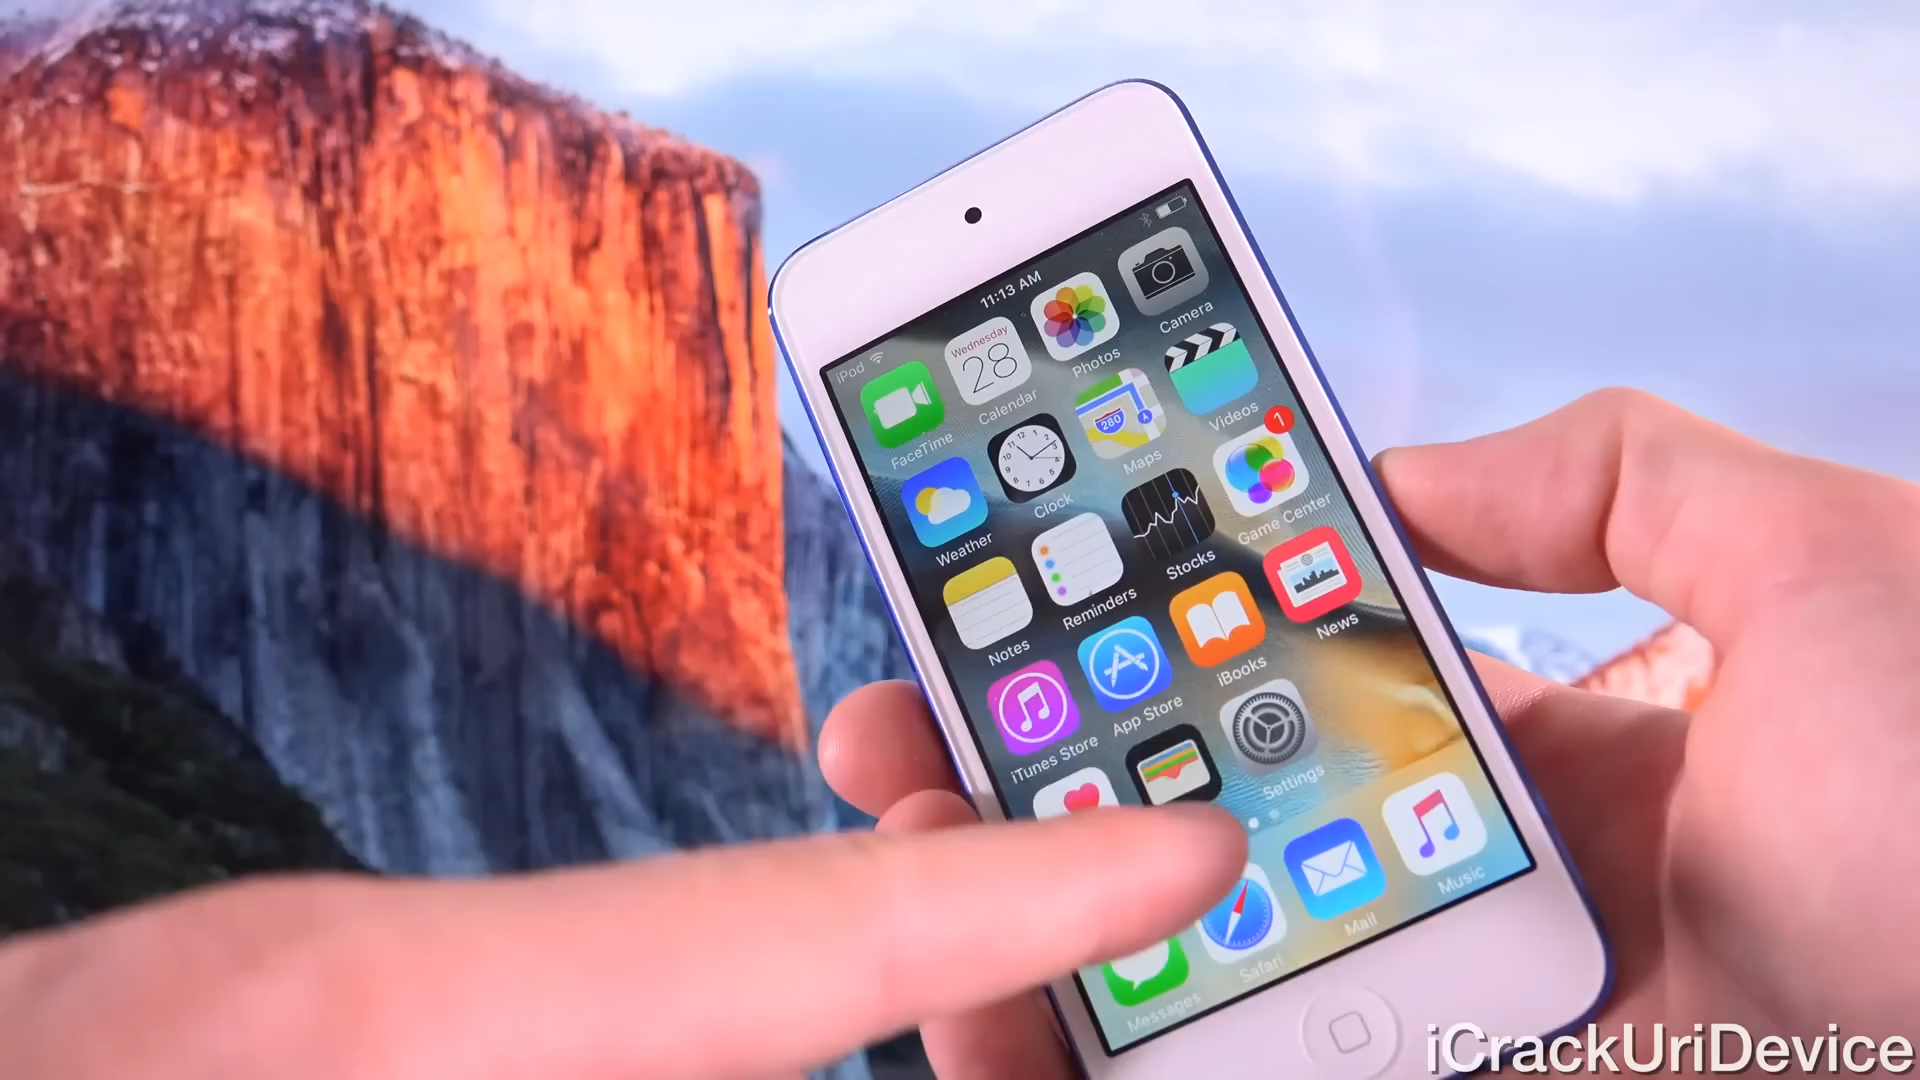 iPod
11:13 AM
FaceTime
Wednesday
28
Calendar
Photos
Camera
Weather
Clock
280
Maps
Videos
1
Notes
Reminders
Stocks
Game Center
iTunes Store
App Store
iBooks
News
Settings
Messages
Safari
Mail
Music
iCrackUriDevice